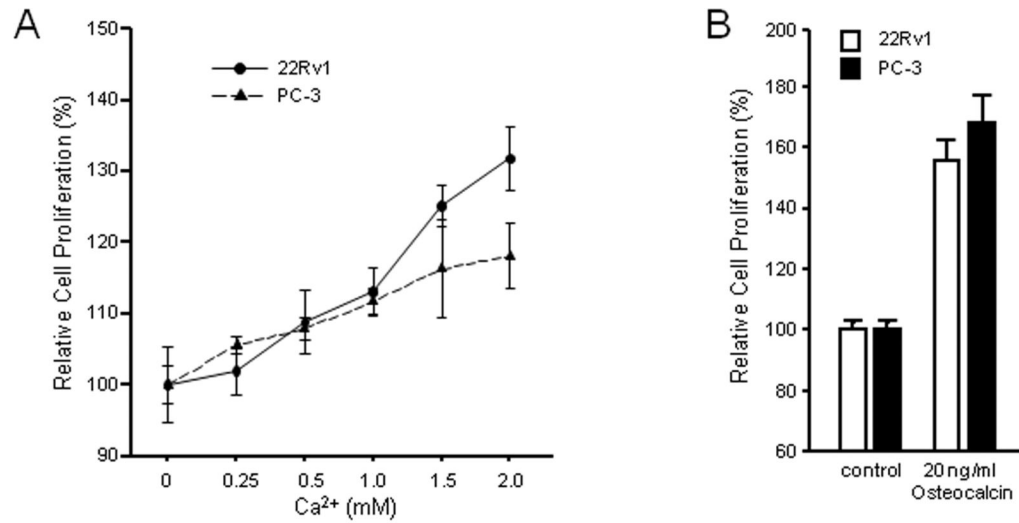 A
Relative Cell Proliferation (%)
150
140
130
120
110
100
90
22Rv1
PC-3
0 0.25 0.5 1.0 1.5 2.0
Ca²⁺ (mM)
B
Relative Cell Proliferation (%)
200
180
160
140
120
100
80
60
22Rv1
PC-3
control
20ng/ml
Osteocalcin